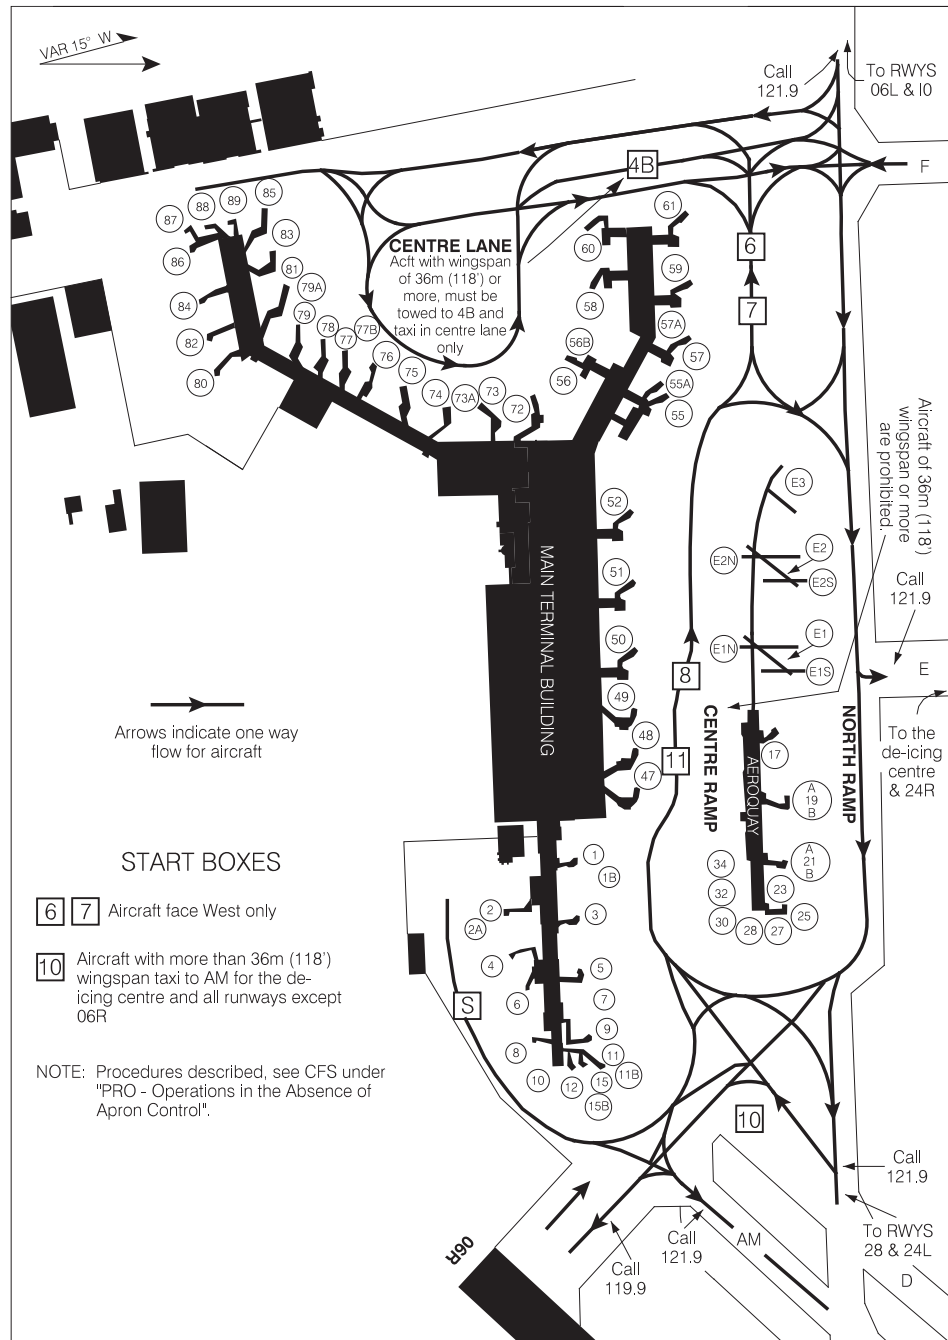 VAR 15° W
Call
121.9
To RWYS
06L & I0
F
4B
85
89
88
87
86
83
81
79A
84
82
80
79
78
77
77B
76
75
74
73A
73
72
CENTRE LANE
Acft with wingspan
of 36m (118') or
more, must be
towed to 4B and
taxi in centre lane
only
61
60
59
58
57A
57
56B
56
55A
55
6
7
Aircraft of 36m (118')
wingspan or more
are prohibited.
E3
E2N
E2
E2S
E1N
E1
E1S
52
51
50
49
48
47
MAIN TERMINAL BUILDING
8
11
CENTRE RAMP
NORTH RAMP
AEROQUAY
Call
121.9
E
To the
de-icing
centre
& 24R
17
A
19
B
A
21
B
34
32
30
28
27
25
23
Arrows indicate one way
flow for aircraft
START BOXES
6 7 Aircraft face West only
10 Aircraft with more than 36m (118')
wingspan taxi to AM for the de-
icing centre and all runways except
06R
NOTE: Procedures described, see CFS under
"PRO - Operations in the Absence of
Apron Control".
1
1B
2
2A
3
4
5
6
7
8
9
10
11
11B
12
15
15B
S
10
Call
121.9
To RWYS
28 & 24L
D
AM
Call
121.9
Call
119.9
06R